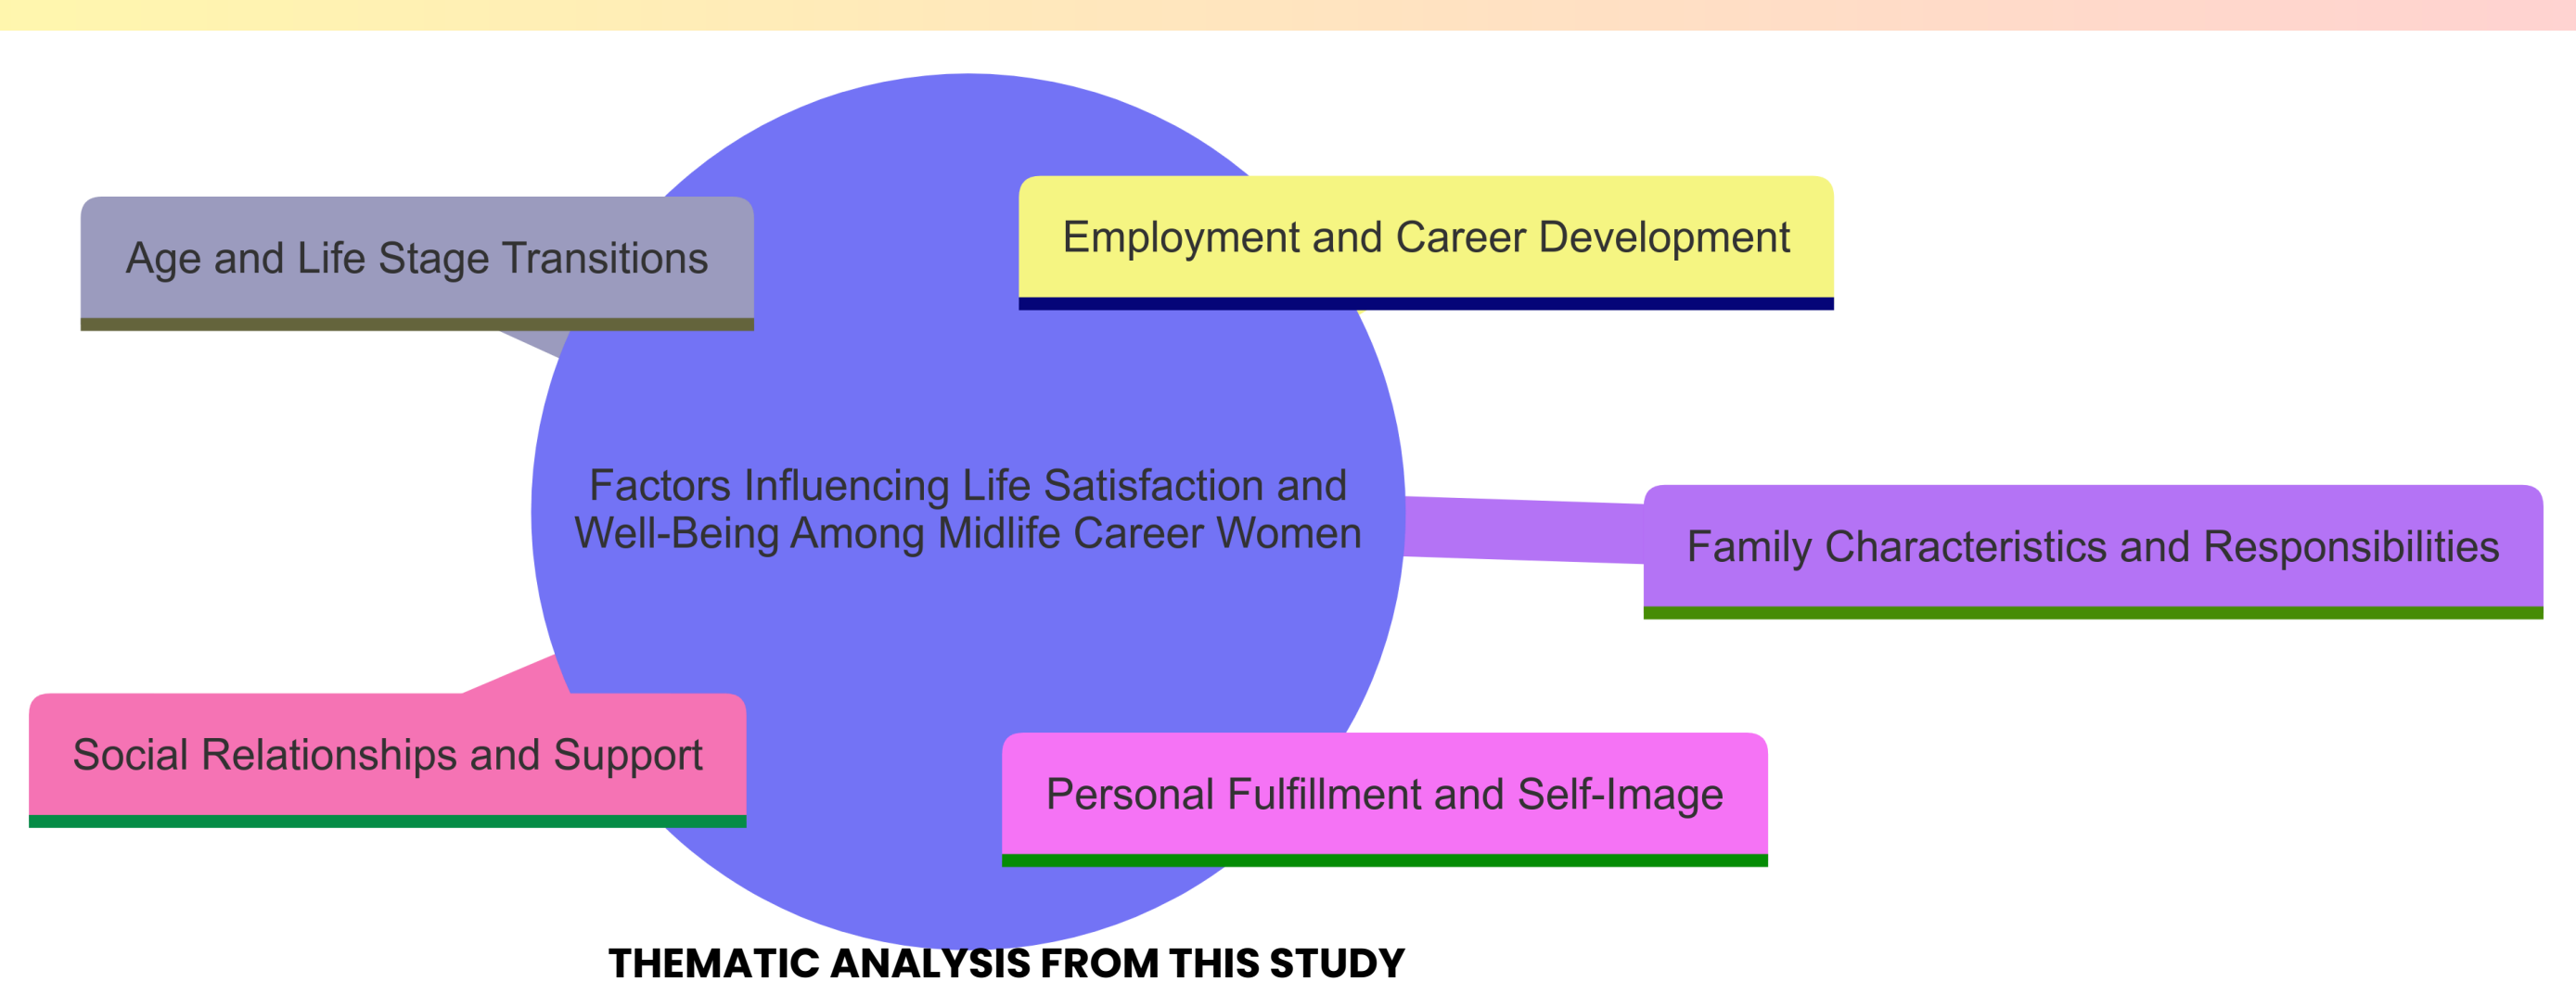 Age and Life Stage Transitions
Employment and Career Development
Factors Influencing Life Satisfaction and
Well-Being Among Midlife Career Women
Family Characteristics and Responsibilities
Social Relationships and Support
Personal Fulfillment and Self-Image
THEMATIC ANALYSIS FROM THIS STUDY